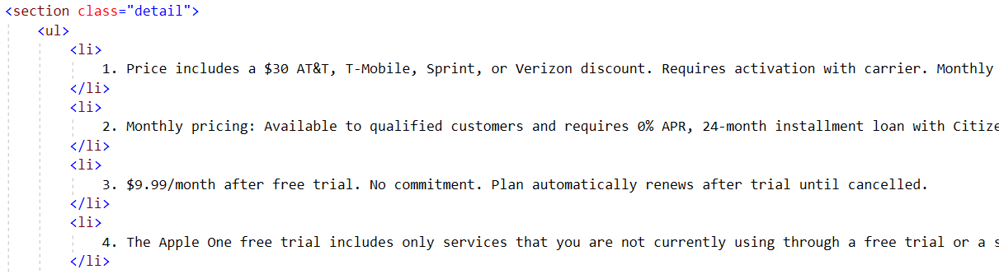 <section class="detail">
<ul>
<li>
1. Price includes a $30 AT&T, T-Mobile, Sprint, or Verizon discount. Requires activation with carrier. Monthly
</li>
<li>
2. Monthly pricing: Available to qualified customers and requires 0% APR, 24-month installment loan with Citize
</li>
<li>
3. $9.99/month after free trial. No commitment. Plan automatically renews after trial until cancelled.
</li>
<li>
4. The Apple One free trial includes only services that you are not currently using through a free trial or a s
</li>